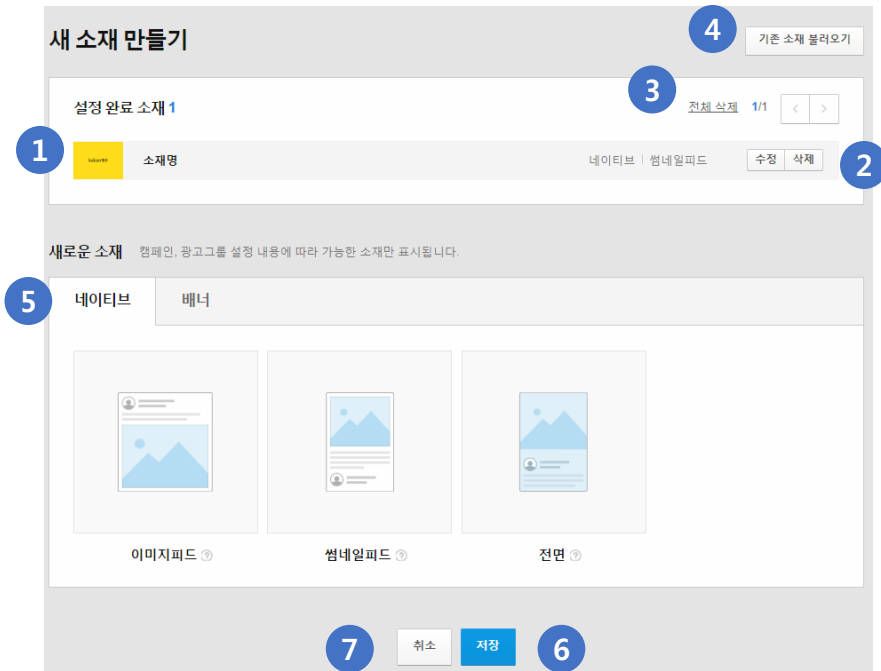 새 소재 만들기
4
기존 소재 불러오기
3
설정 완료 소재 1
전체 삭제 1/1 < >
1
소재명
네이티브 | 썸네일피드
수정 삭제
2
새로운 소재 캠페인, 광고그룹 설정 내용에 따라 가능한 소재만 표시됩니다.
5
네이티브 배너
이미지피드 ? 썸네일피드 ? 전면 ?
7
취소 저장
6